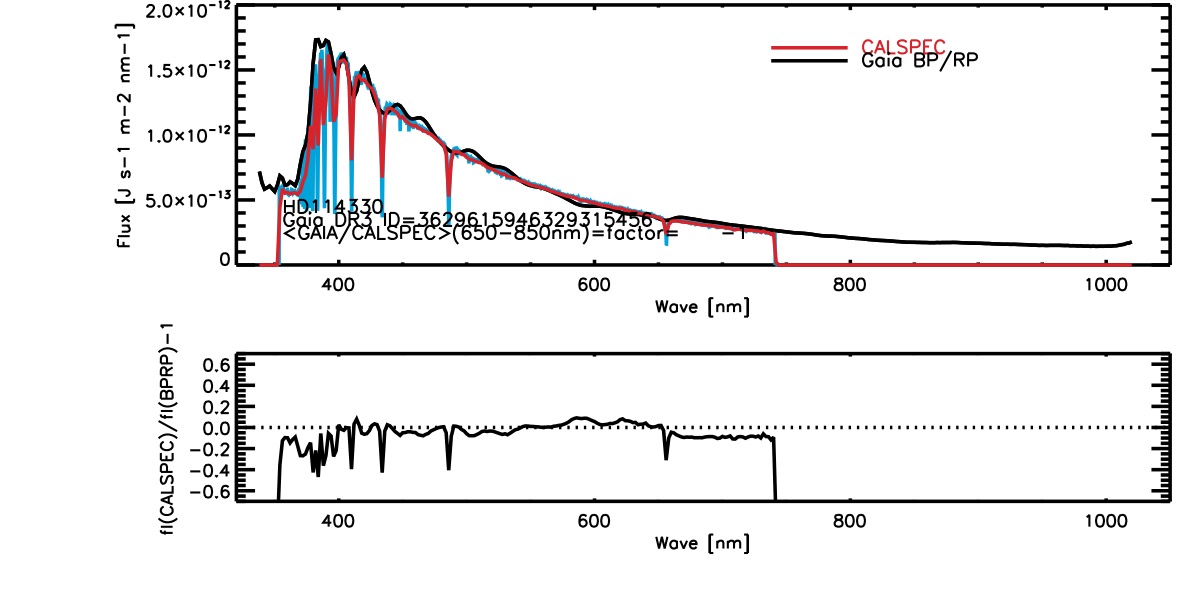 2.0×10−12
1.5×10−12
1.0×10−12
5.0×10−13
0
Flux [J s−1 m−2 nm−1]
CALSPEC
Gaia BP/RP
HD114330
Gaia DR3 ID=3629615946329315456
<GAIA/CALSPEC>(650−850nm)=factor= −1
400 600 800 1000
Wave [nm]
fl(CALSPEC)/fl(BPRP)−1
0.6
0.4
0.2
0.0
−0.2
−0.4
−0.6
400 600 800 1000
Wave [nm]